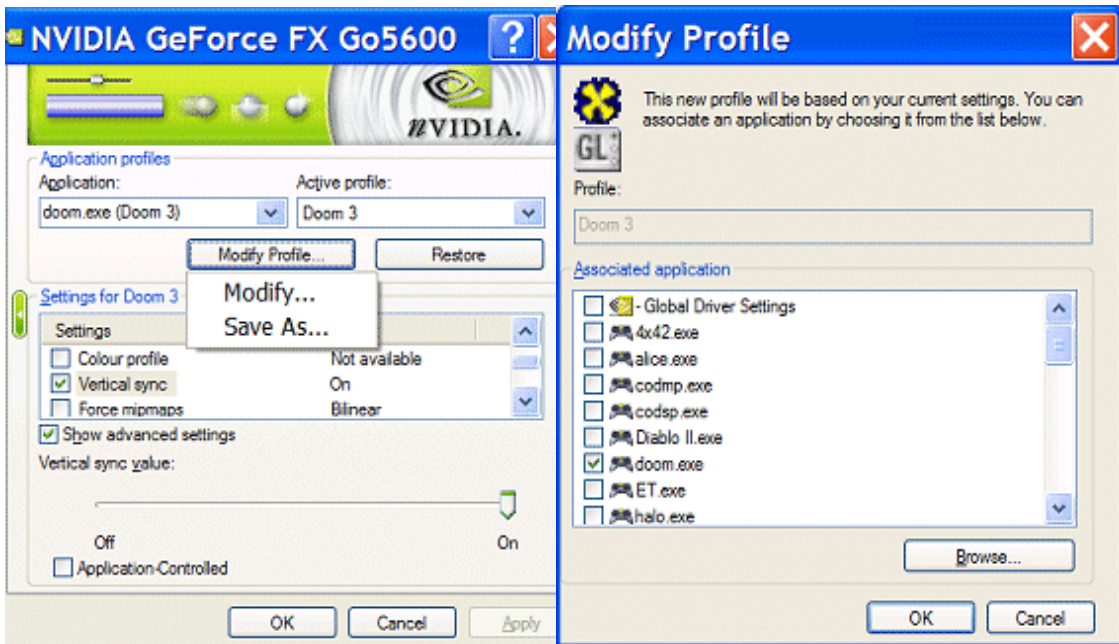 NVIDIA GeForce FX Go5600
nVIDIA.
Application profiles
Application:
Active profile:
doom.exe (Doom 3)
Doom 3
Modify Profile...
Restore
Modify...
Save As...
Settings for Doom 3
Settings
Colour profile
Not available
Vertical sync
On
Force mipmaps
Bilinear
Show advanced settings
Vertical sync value:
Off
On
Application-Controlled
OK
Cancel
Apply
Modify Profile
This new profile will be based on your current settings. You can
associate an application by choosing it from the list below.
GL
Profile:
Doom 3
Associated application
- Global Driver Settings
4x42.exe
alice.exe
codmp.exe
codsp.exe
Diablo II.exe
doom.exe
ET.exe
halo.exe
Browse...
OK
Cancel